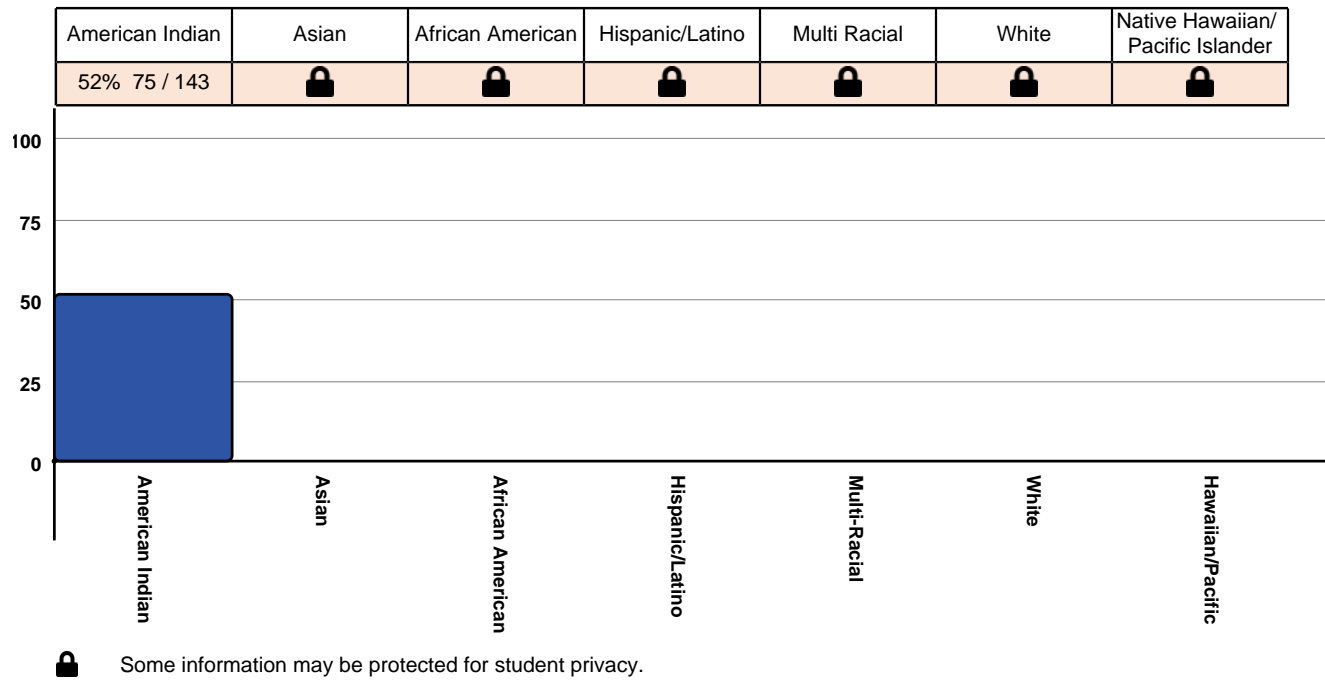 American Indian Asian African American Hispanic/Latino Multi Racial White Native Hawaiian/
Pacific Islander
52% 75 / 143
100
75
50
25
0
American Indian
Asian
African American
Hispanic/Latino
Multi-Racial
White
Hawaiian/Pacific
Some information may be protected for student privacy.